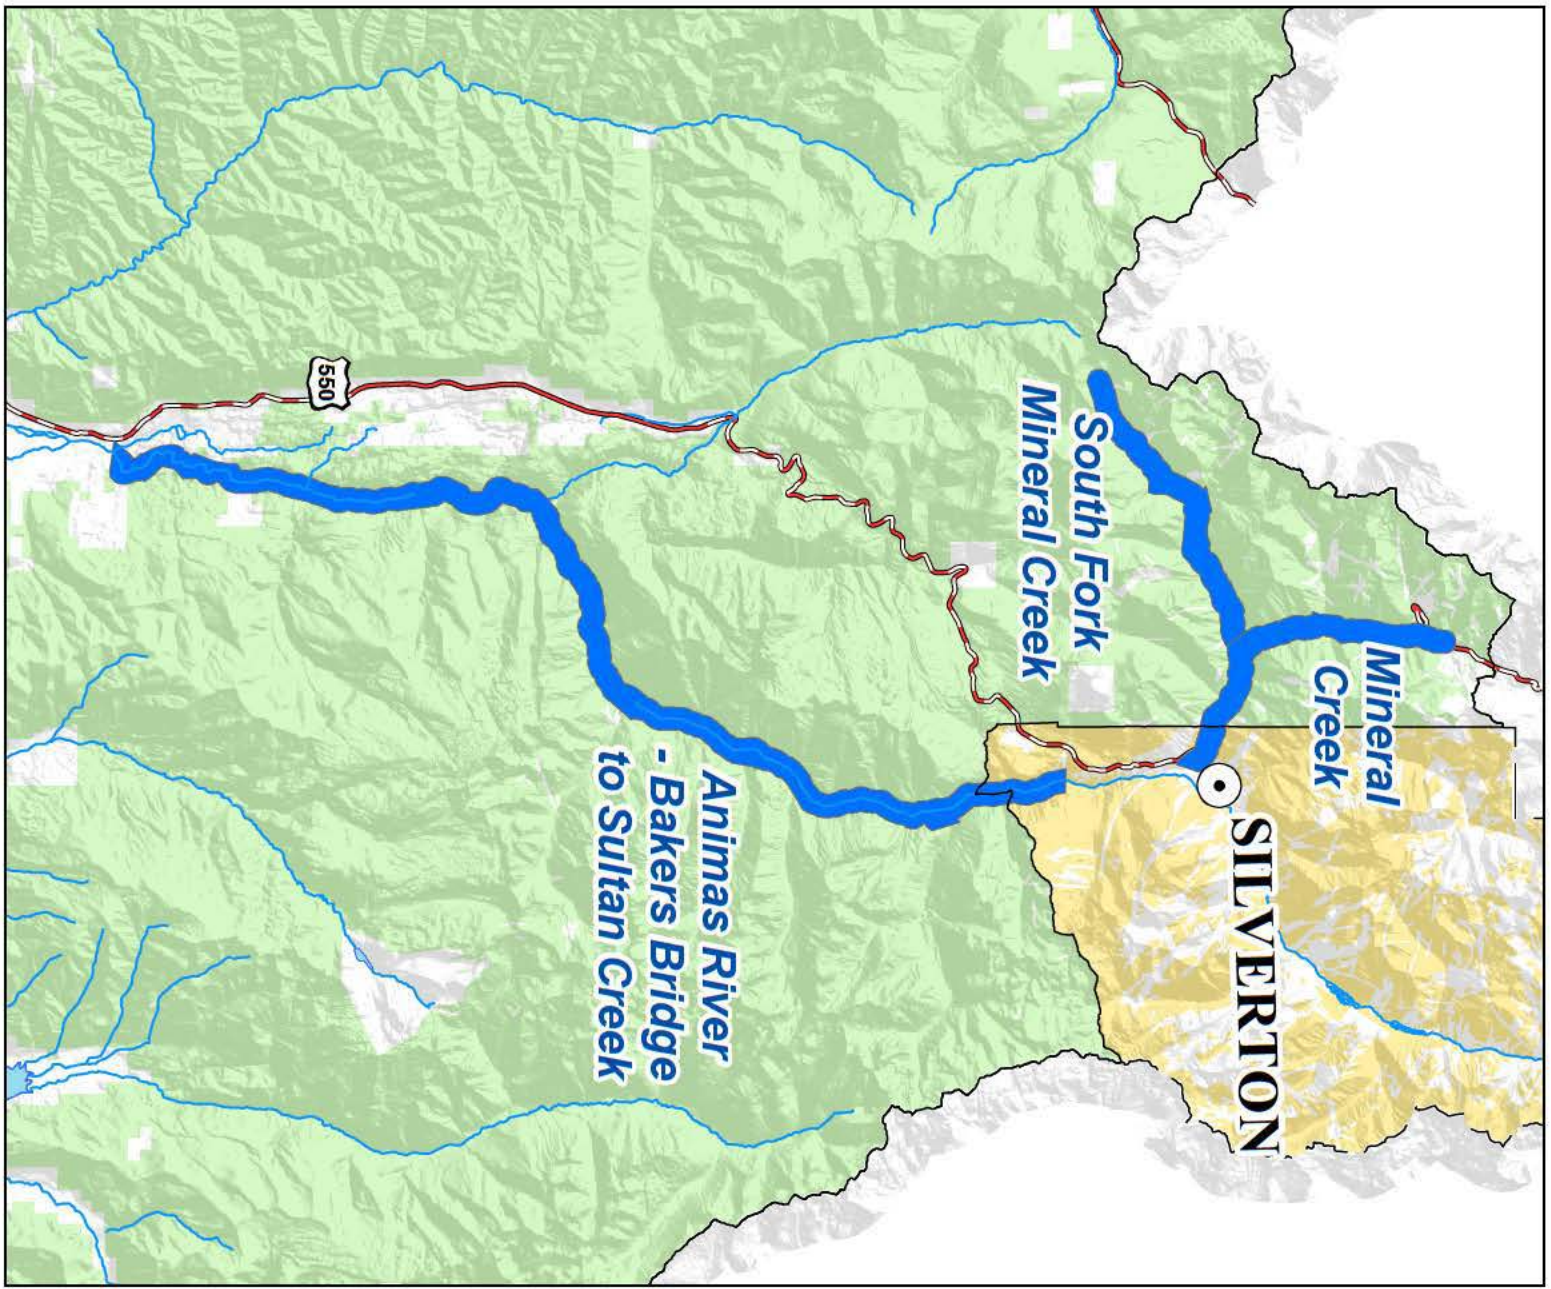 Mineral
Creek
South Fork
Mineral Creek
SILVERTON
550
Animas River
- Bakers Bridge
to Sultan Creek